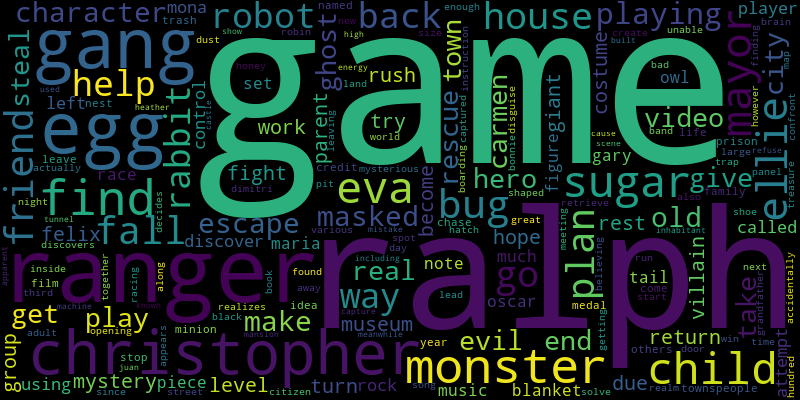 character mona robot back house playing player
trash named new enough
robin high size
brain
gang game
steal
egg
help
dust show
honey
set
ghost
costume
unable
create
built
bad
owl
finding
map
mayor
city
ellie
town
rush
left nest
used
heather
rabbit
control
castle
work
parent
leaving
energy
land
try
world
rescue
boarding
captured
instruction
carmen
bonnie
disguise
cause
scene
video
band life
however
confront
friend
leave
actually
race
fight
credit mysterious
gary
prison
large refuse
trap
panel
treasure
find
night
tunnel
decides
dimitri
pit
eva
hero
shaped
figure giant
sugar give
also family
retrieve
fall
escape
various
mistake
masked
become
chase
hatch
bug
great
meeting
believing
plan
rest old
shoe
inhabitant
called
discovers
felix discover maria
spot
day
hope
apparent
ranger ralph
inside
film
third
together
racing
along
book
found
away
idea
real
including
note
much
go
oscar
lead
medal
getting
run
come
start
tail
villain
take
next
grandfather
accidentally
get play
adult
machine
opening
known
appears
realizes
black
minion
make
mansion
way
museum
capture
meanwhile
year
evil end
return
others door
win time
attempt
hundred
christopher
monster
child
group
using
since
mystery piece
stop
juan
street
level
citizen
turn rock
song
music
blanket
solve
due
realm townspeople